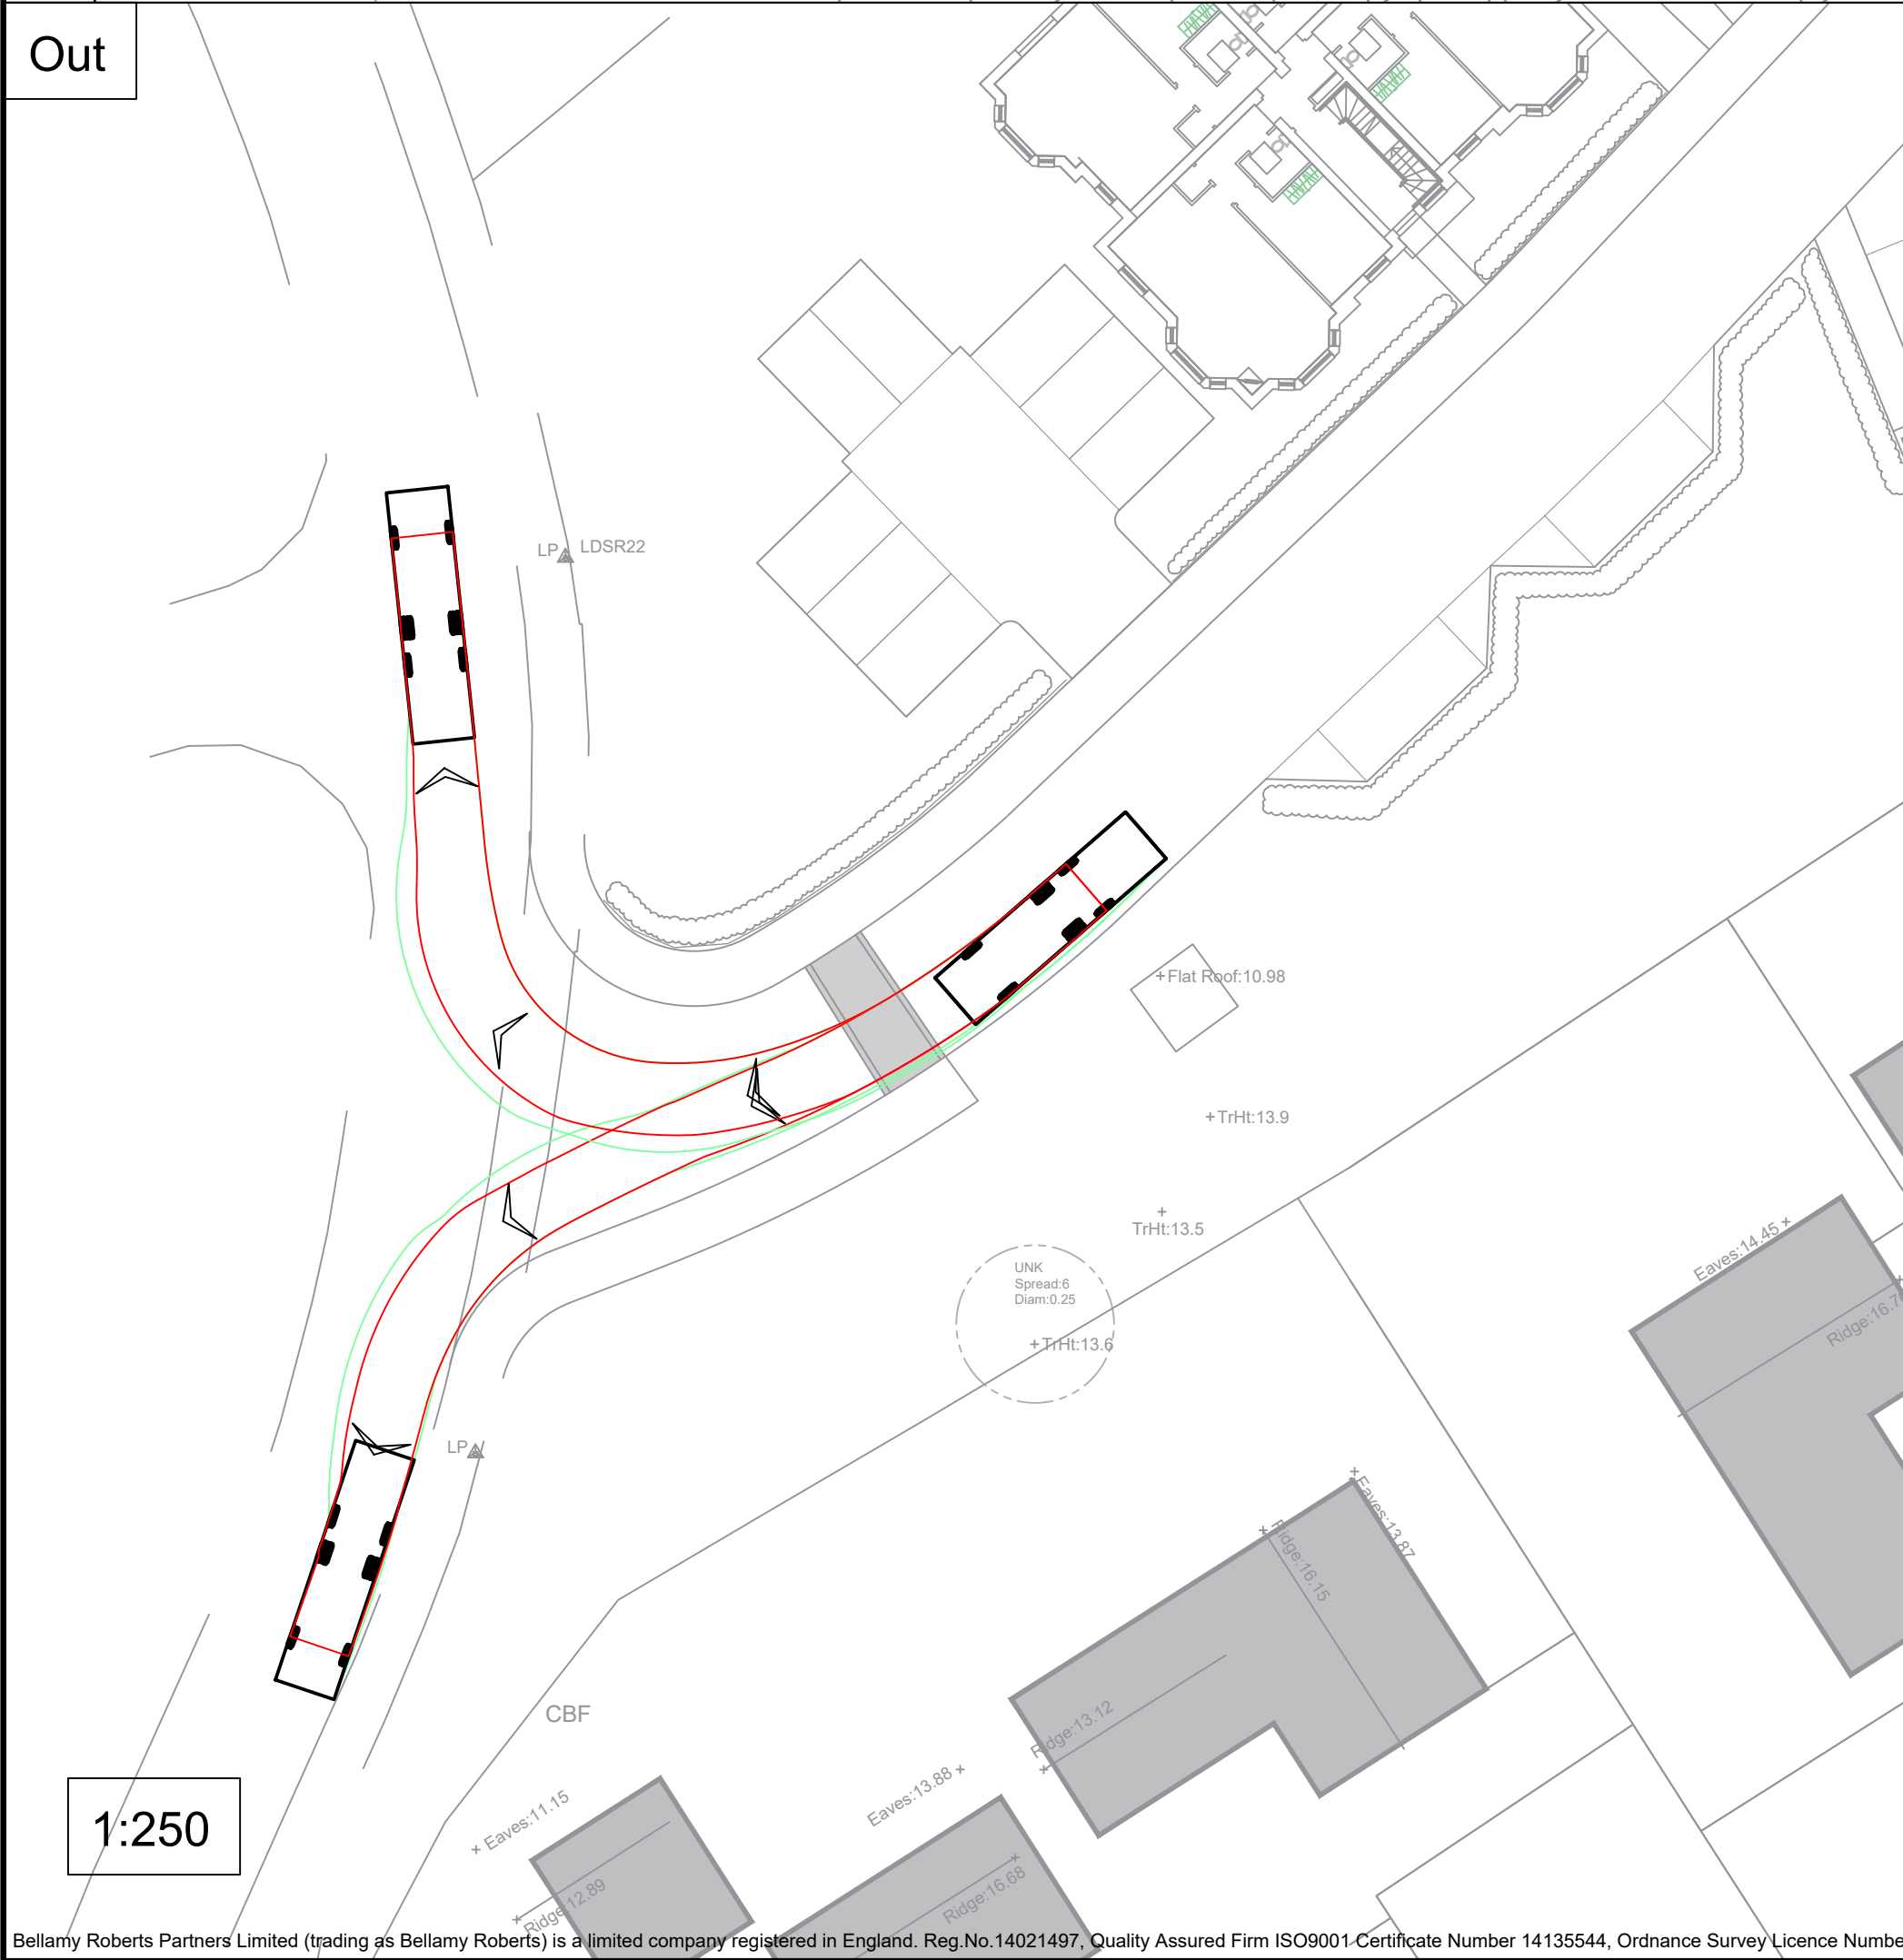 Out
LP
LDSR22
Flat Roof:10.98
TrHt:13.9
TrHt:13.5
UNK
Spread:6
Diam:0.25
TrHt:13.6
Eaves:14.45
LP
Eaves:13.87
Ridge:16.15
CBF
Ridge:13.12
Eaves:13.88
Eaves:11.15
1:250
Ridge:12.89
Ridge:16.68
Bellamy Roberts Partners Limited (trading as Bellamy Roberts) is a limited company registered in England. Reg.No.14021497, Quality Assured Firm ISO9001 Certificate Number 14135544, Ordnance Survey Licence